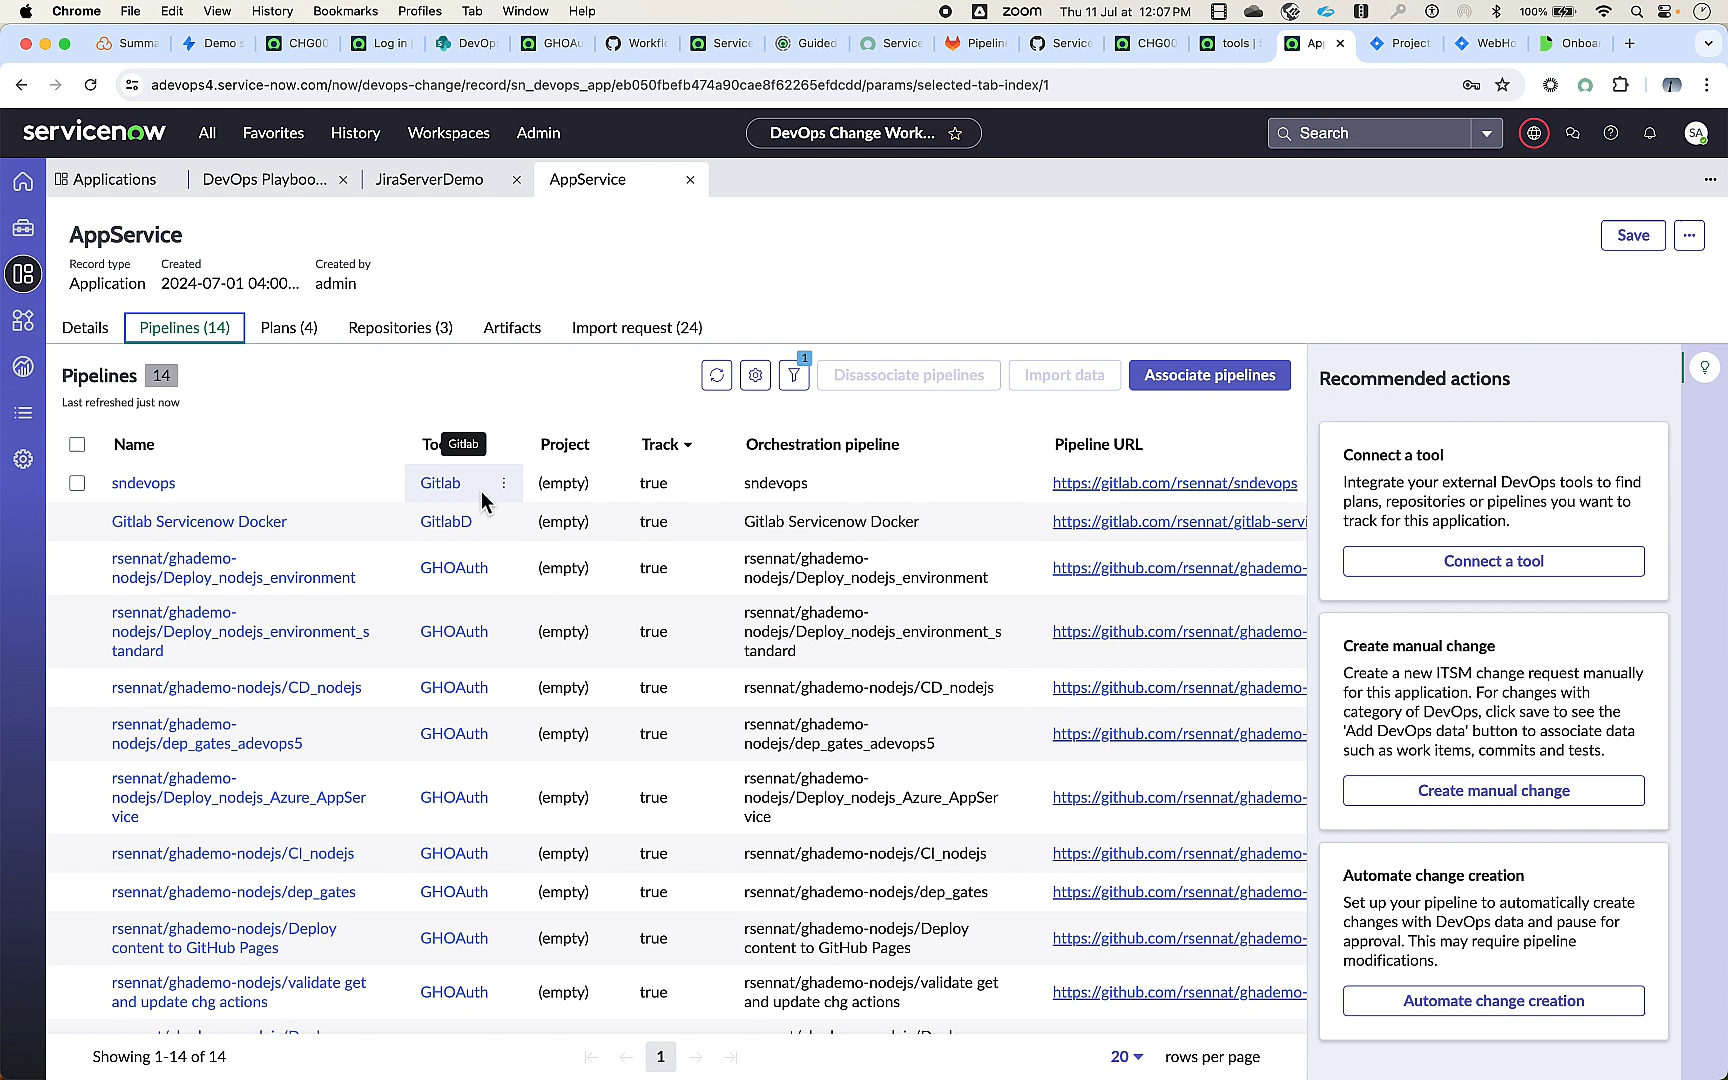 Chrome File Edit View History Bookmarks Profiles Tab Window Help zoom Thu 11 Jul at 12:07 PM 100%
Summa Demo s CHG00 Log in DevOp GHOAu Workfl Service Guided Service Pipelin Service CHG00 tools | S Ap Project WebHo Onboar
adevops4.service-now.com/now/devops-change/record/sn_devops_app/eb050fbefb474a90cae8f62265efdcdd/params/selected-tab-index/1
servicenow All Favorites History Workspaces Admin DevOps Change Work... Search SA
Applications DevOps Playboo... JiraServerDemo AppService
AppService
Save
Record type Created Created by
Application 2024-07-01 04:00... admin
Details Pipelines (14) Plans (4) Repositories (3) Artifacts Import request (24)
Pipelines 14
1
Disassociate pipelines Import data Associate pipelines
Last refreshed just now
Name To Gitlab Project Track Orchestration pipeline Pipeline URL
sndevops Gitlab (empty) true sndevops https://gitlab.com/rsennat/sndevops
Gitlab Servicenow Docker GitlabD (empty) true Gitlab Servicenow Docker https://gitlab.com/rsennat/gitlab-servi
rsennat/ghademo-
nodejs/Deploy_nodejs_environment GHOAuth (empty) true rsennat/ghademo-
nodejs/Deploy_nodejs_environment https://github.com/rsennat/ghademo-
rsennat/ghademo-
nodejs/Deploy_nodejs_environment_s
tandard GHOAuth (empty) true rsennat/ghademo-
nodejs/Deploy_nodejs_environment_s
tandard https://github.com/rsennat/ghademo-
rsennat/ghademo-nodejs/CD_nodejs GHOAuth (empty) true rsennat/ghademo-nodejs/CD_nodejs https://github.com/rsennat/ghademo-
rsennat/ghademo-
nodejs/dep_gates_adevops5 GHOAuth (empty) true rsennat/ghademo-
nodejs/dep_gates_adevops5 https://github.com/rsennat/ghademo-
rsennat/ghademo-
nodejs/Deploy_nodejs_Azure_AppSer
vice GHOAuth (empty) true rsennat/ghademo-
nodejs/Deploy_nodejs_Azure_AppSer
vice https://github.com/rsennat/ghademo-
rsennat/ghademo-nodejs/CI_nodejs GHOAuth (empty) true rsennat/ghademo-nodejs/CI_nodejs https://github.com/rsennat/ghademo-
rsennat/ghademo-nodejs/dep_gates GHOAuth (empty) true rsennat/ghademo-nodejs/dep_gates https://github.com/rsennat/ghademo-
rsennat/ghademo-nodejs/Deploy
content to GitHub Pages GHOAuth (empty) true rsennat/ghademo-nodejs/Deploy
content to GitHub Pages https://github.com/rsennat/ghademo-
rsennat/ghademo-nodejs/validate get
and update chg actions GHOAuth (empty) true rsennat/ghademo-nodejs/validate get
and update chg actions https://github.com/rsennat/ghademo-
Showing 1-14 of 14 1 20 rows per page
Recommended actions
Connect a tool
Integrate your external DevOps tools to find
plans, repositories or pipelines you want to
track for this application.
Connect a tool
Create manual change
Create a new ITSM change request manually
for this application. For changes with
category of DevOps, click save to see the
'Add DevOps data' button to associate data
such as work items, commits and tests.
Create manual change
Automate change creation
Set up your pipeline to automatically create
changes with DevOps data and pause for
approval. This may require pipeline
modifications.
Automate change creation